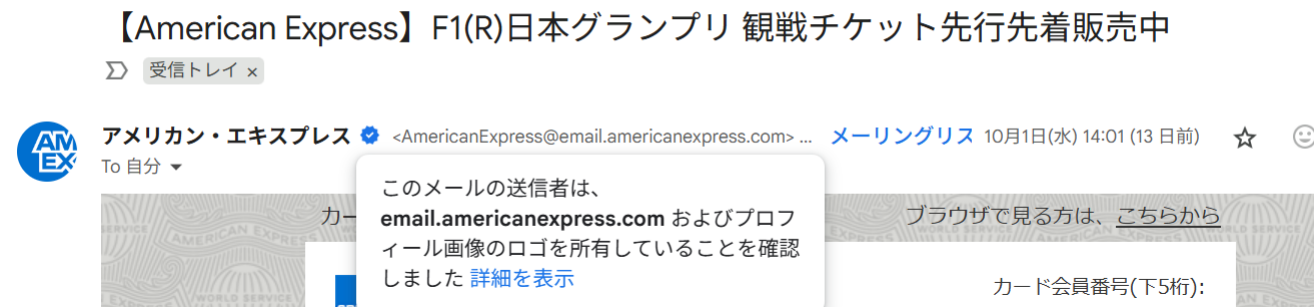 【American Express】F1(R)日本グランプリ 観戦チケット先行先着販売中
受信トレイ ×
AM
EX
アメリカン・エキスプレス <AmericanExpress@email.americanexpress.com> ... メーリングリス 10月1日(水) 14:01 (13 日前)
To 自分
このメールの送信者は、
email.americanexpress.com およびプロフ
ィール画像のロゴを所有していることを確認
しました 詳細を表示
カー
ブラウザで見る方は、こちらから
カード会員番号(下5桁):
AMERICAN EXPRESS
WORLD SERVICE